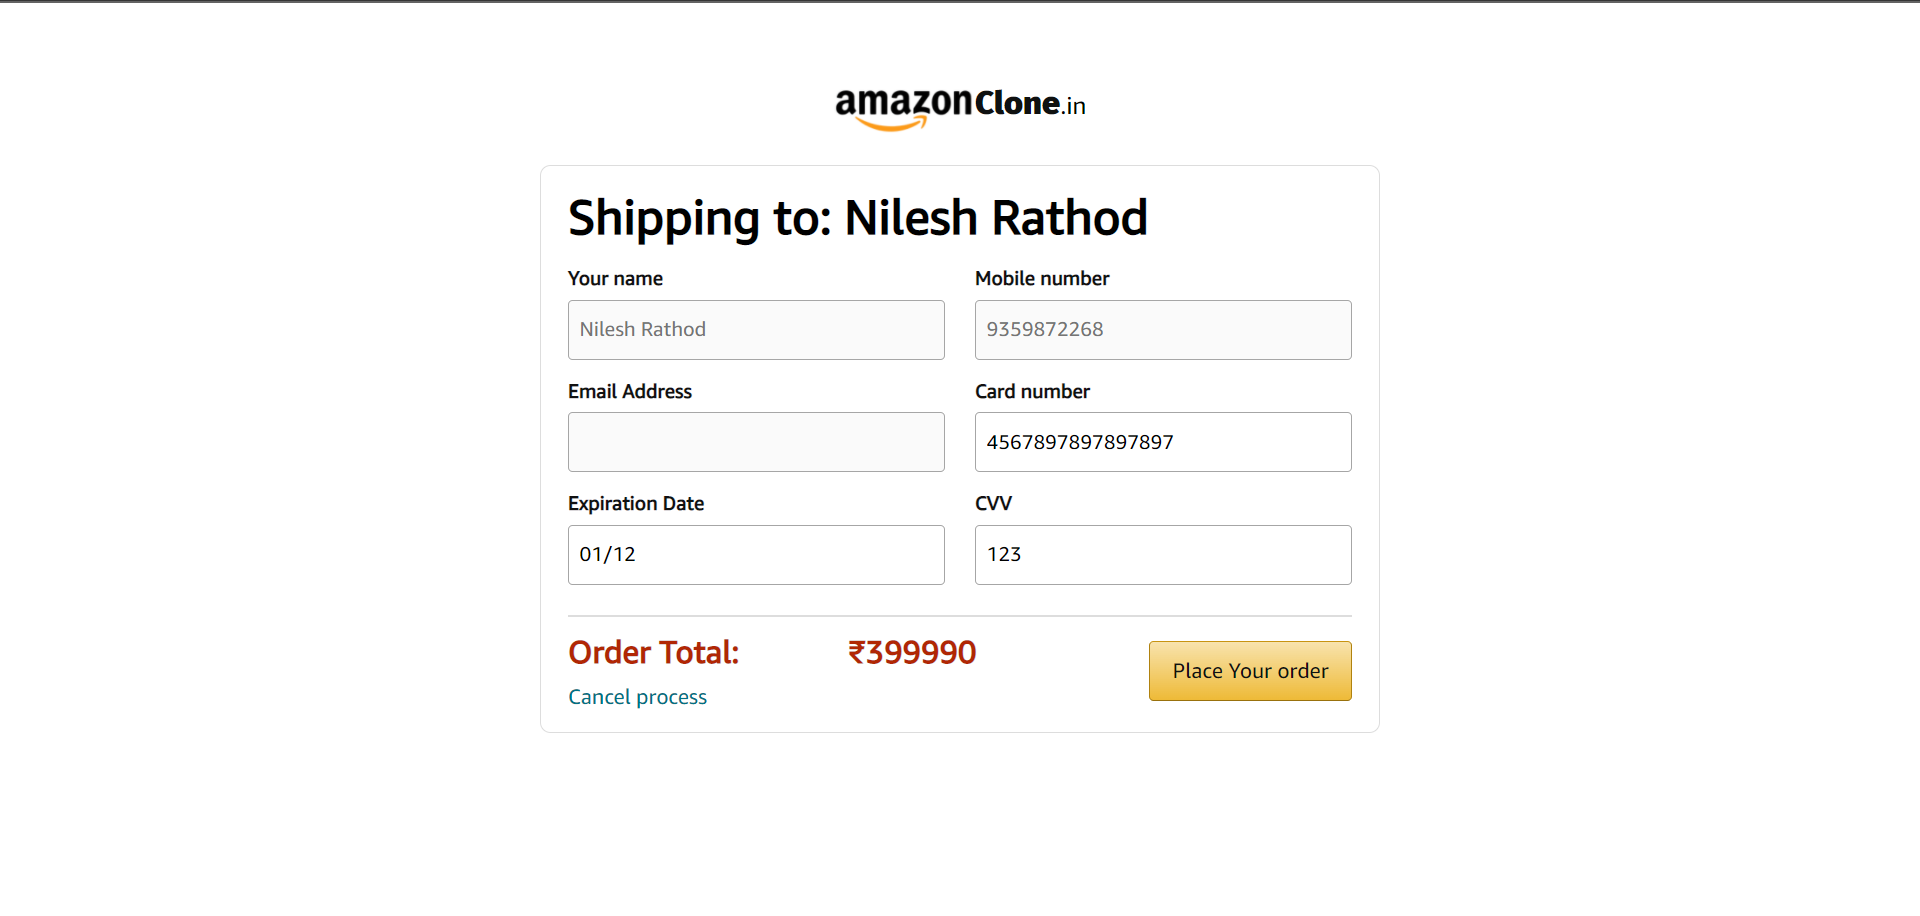 amazonClone.in
Shipping to: Nilesh Rathod
Your name
Mobile number
Nilesh Rathod
9359872268
Email Address
Card number
4567897897897897
Expiration Date
CVV
01/12
123
Order Total:
₹399990
Place Your order
Cancel process